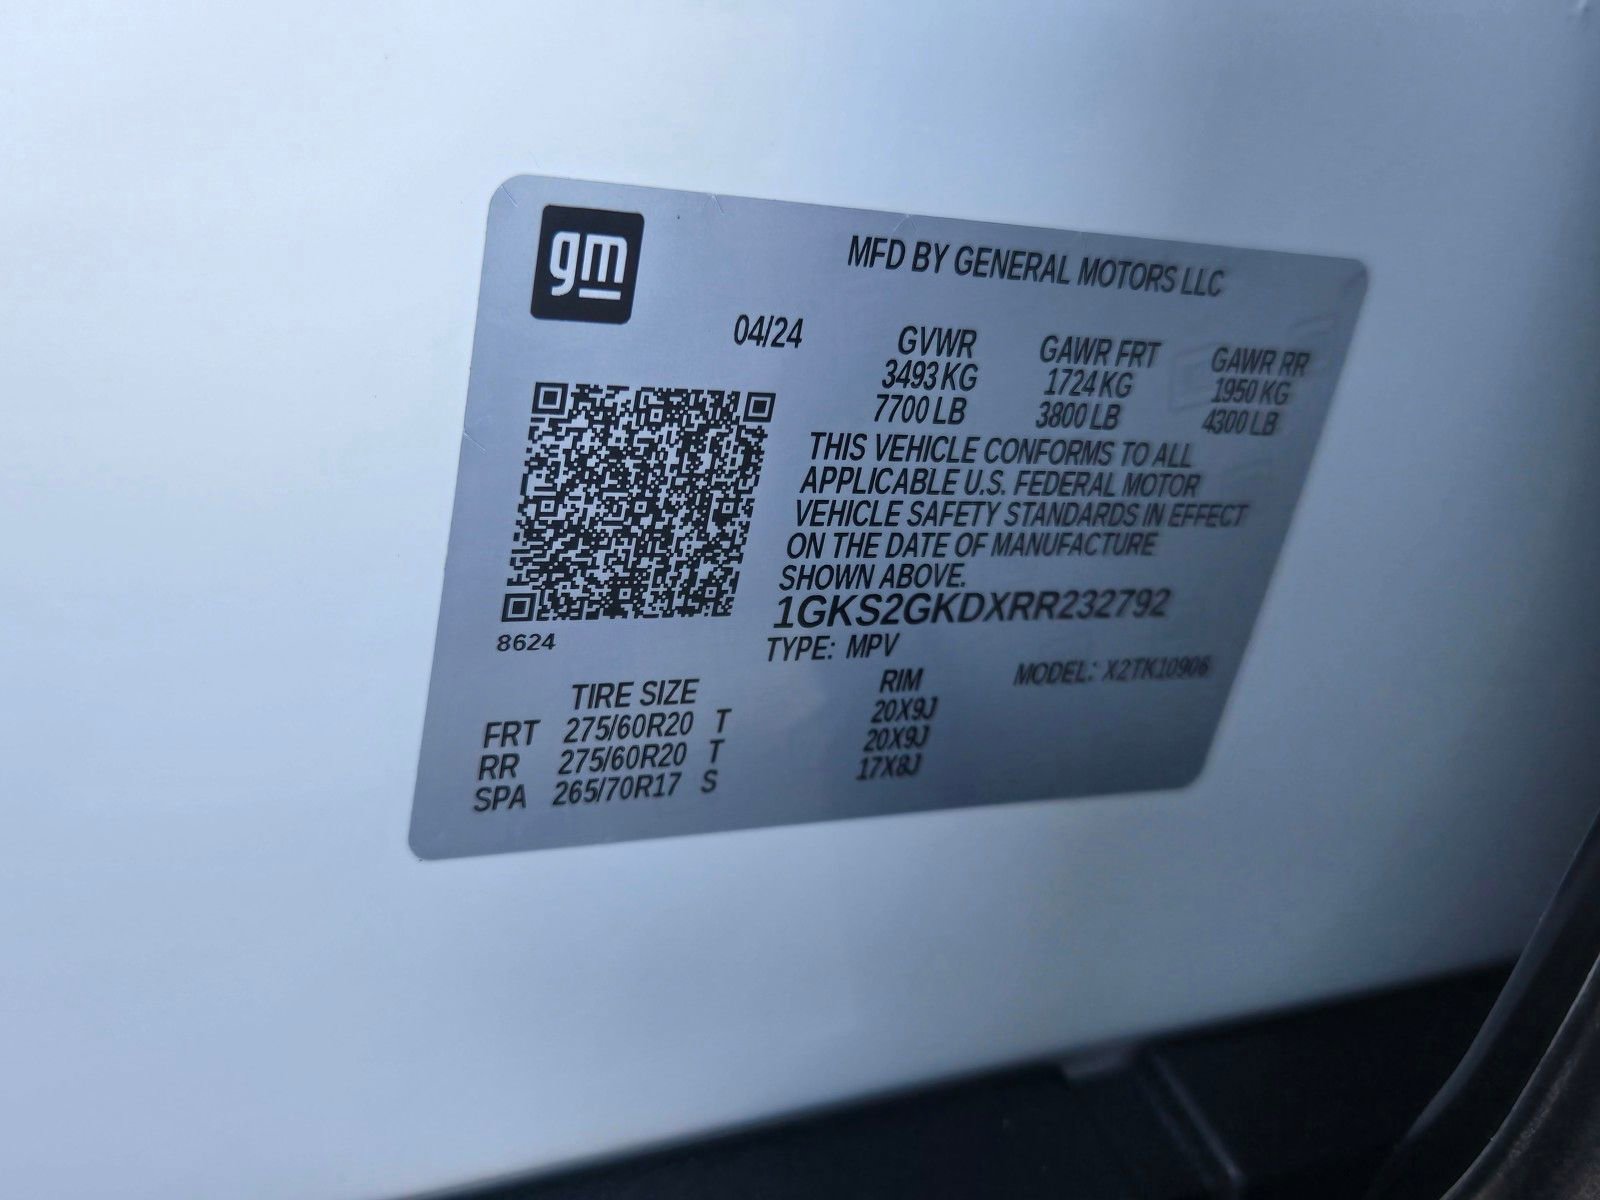 gm
MFD BY GENERAL MOTORS LLC
04/24 GVWR GAWR FRT GAWR RR
3493 KG 1724 KG 1950 KG
7700 LB 3800 LB 4300 LB
THIS VEHICLE CONFORMS TO ALL
APPLICABLE U.S. FEDERAL MOTOR
VEHICLE SAFETY STANDARDS IN EFFECT
ON THE DATE OF MANUFACTURE
SHOWN ABOVE.
1GKS2GKDXRR232792
8624
TYPE: MPV
MODEL: X2TK10906
TIRE SIZE RIM
FRT 275/60R20 T 20X9J
RR 275/60R20 T 20X9J
SPA 265/70R17 S 17X8J